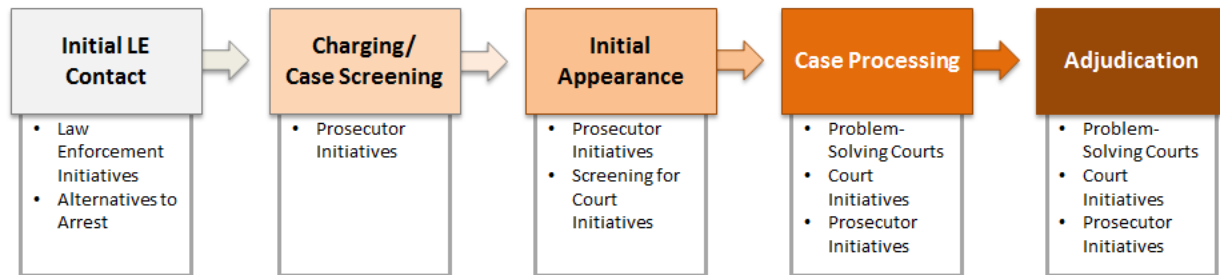 Initial LE
Contact
Charging/
Case Screening
Initial
Appearance
Case Processing
Adjudication
• Law
Enforcement
Initiatives
• Alternatives to
Arrest
• Prosecutor
Initiatives
• Prosecutor
Initiatives
• Screening for
Court
Initiatives
• Problem-
Solving Courts
• Court
Initiatives
• Prosecutor
Initiatives
• Problem-
Solving Courts
• Court
Initiatives
• Prosecutor
Initiatives